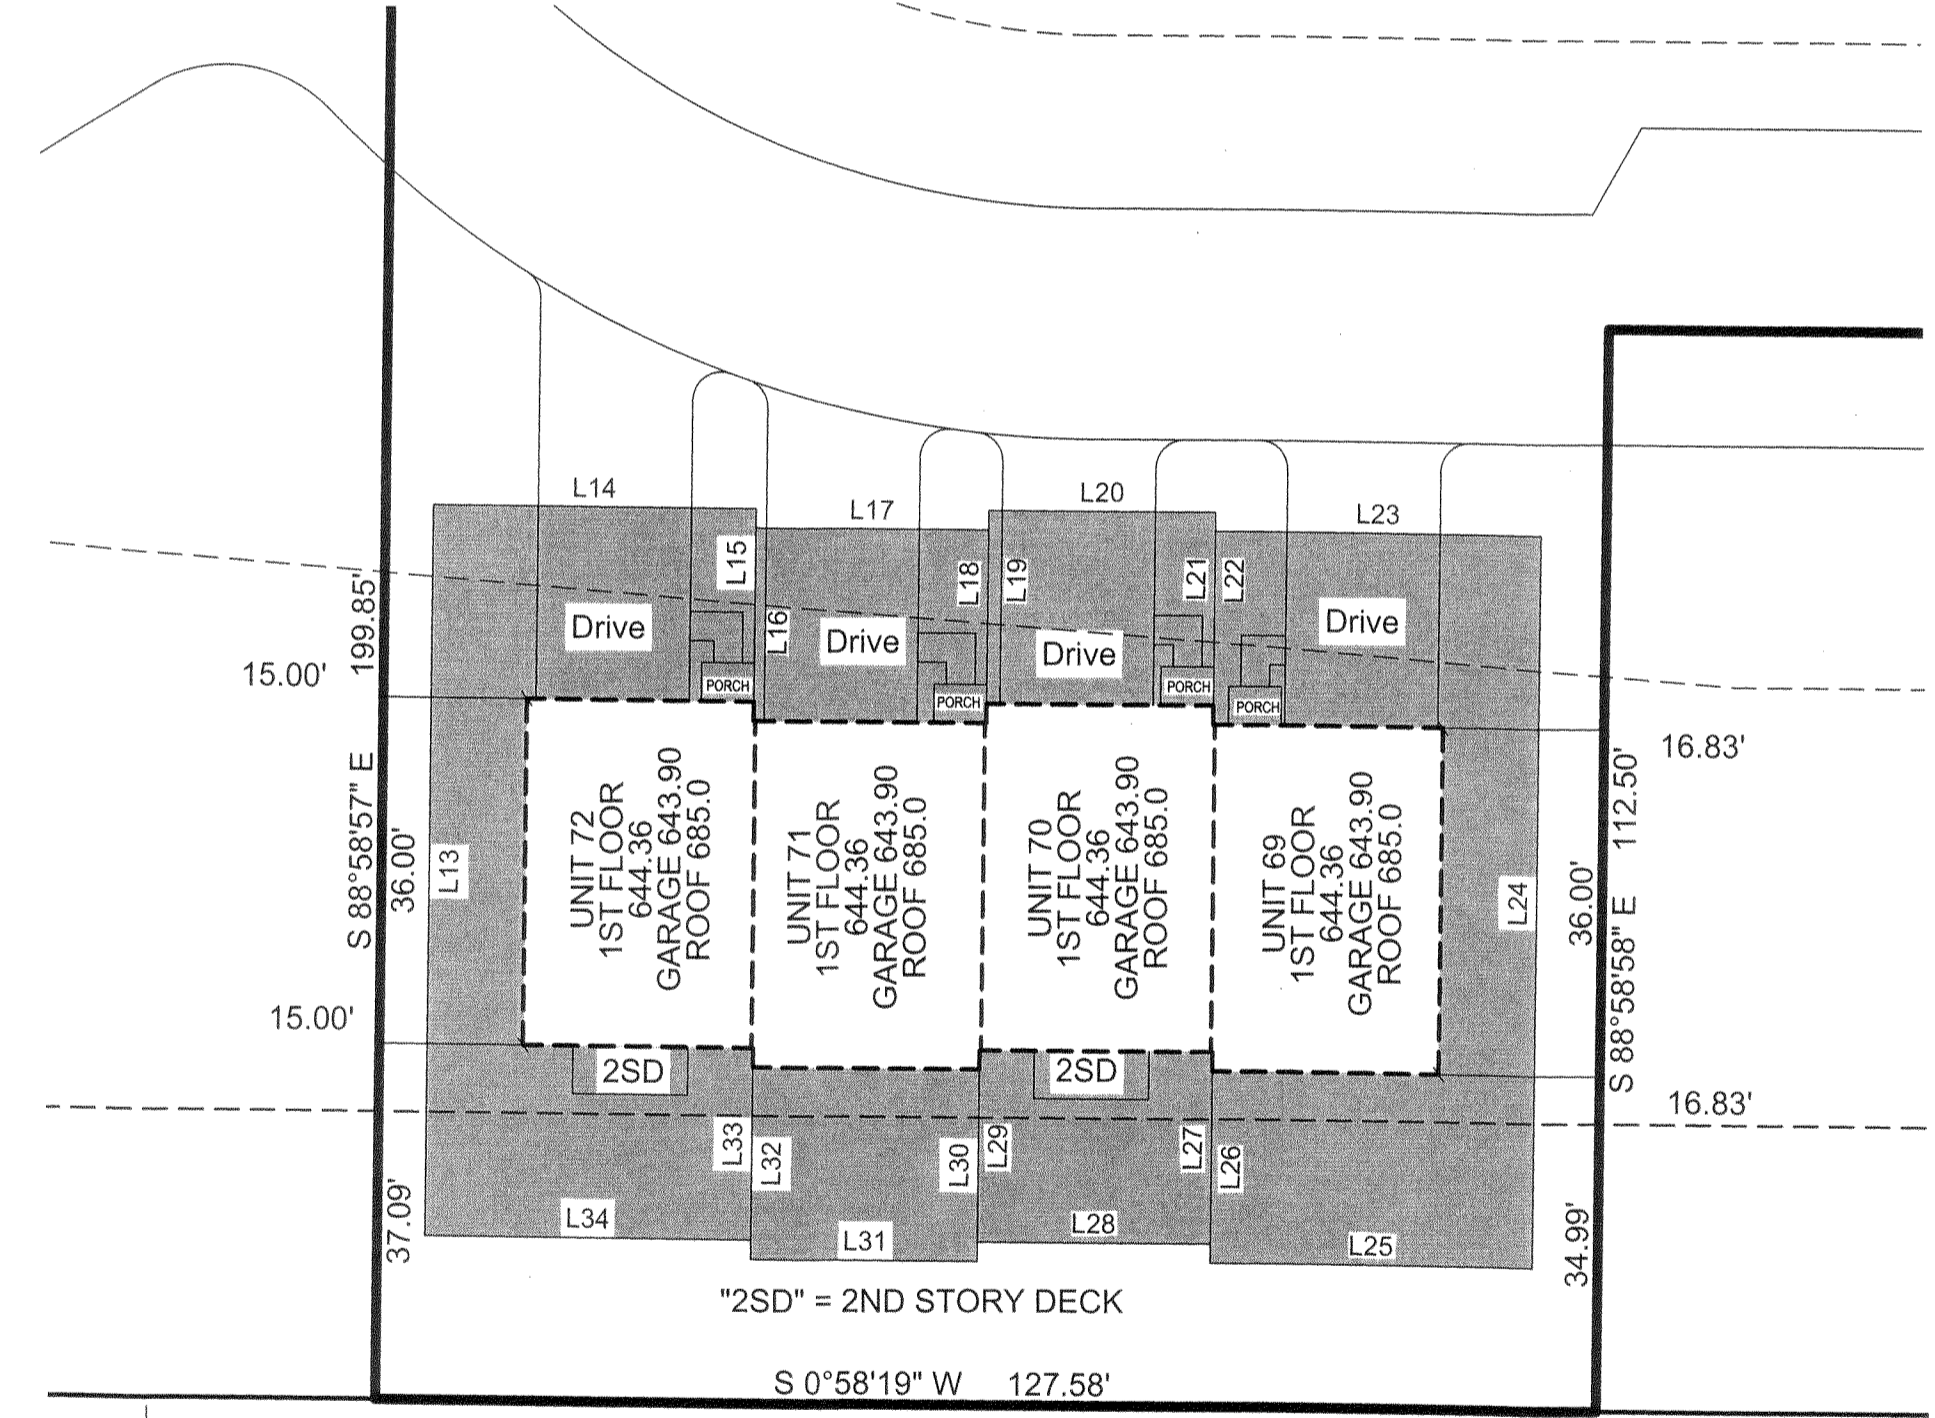 L14
L17
L20
L23
L15
L16
L18
L19
L21
L22
Drive
Drive
Drive
Drive
PORCH
PORCH
PORCH
PORCH
199.85'
S 88°58'57" E
15.00'
36.00'
15.00'
37.09'
L13
UNIT 72
1ST FLOOR
644.36
GARAGE 643.90
ROOF 685.0
UNIT 71
1ST FLOOR
644.36
GARAGE 643.90
ROOF 685.0
UNIT 70
1ST FLOOR
644.36
GARAGE 643.90
ROOF 685.0
UNIT 69
1ST FLOOR
644.36
GARAGE 643.90
ROOF 685.0
L24
16.83'
S 88°58'58" E 112.50'
36.00'
16.83'
34.99'
2SD
2SD
L33
L32
L30
L29
L27
L26
L34
L31
L28
L25
"2SD" = 2ND STORY DECK
S 0°58'19" W 127.58'